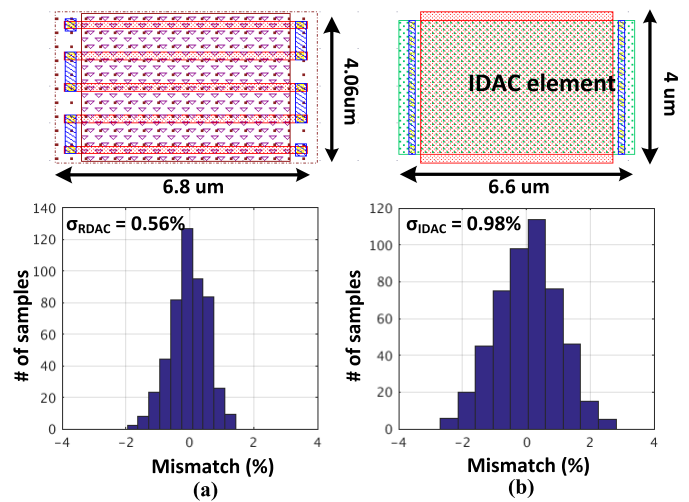 4.06um
6.8 um
IDAC element
4 um
6.6 um
σRDAC = 0.56%
# of samples
140
120
100
80
60
40
20
0
−4
−2
0
2
4
Mismatch (%)
(a)
σIDAC = 0.98%
# of samples
120
100
80
60
40
20
0
−4
−2
0
2
4
Mismatch (%)
(b)